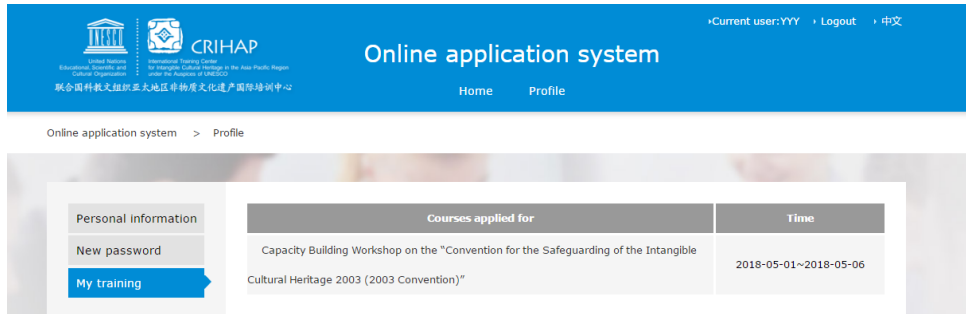 ›Current user:YYY › Logout › 中文
UNESCO
United Nations
Educational, Scientific and
Cultural Organization
CRIHAP
International Training Center
for Intangible Cultural Heritage in the Asia-Pacific Region
under the Auspices of UNESCO
联合国科教文组织亚太地区非物质文化遗产国际培训中心
Online application system
Home Profile
Online application system > Profile
Personal information
New password
My training
Courses applied for Time
Capacity Building Workshop on the “Convention for the Safeguarding of the Intangible
Cultural Heritage 2003 (2003 Convention)”
2018-05-01~2018-05-06